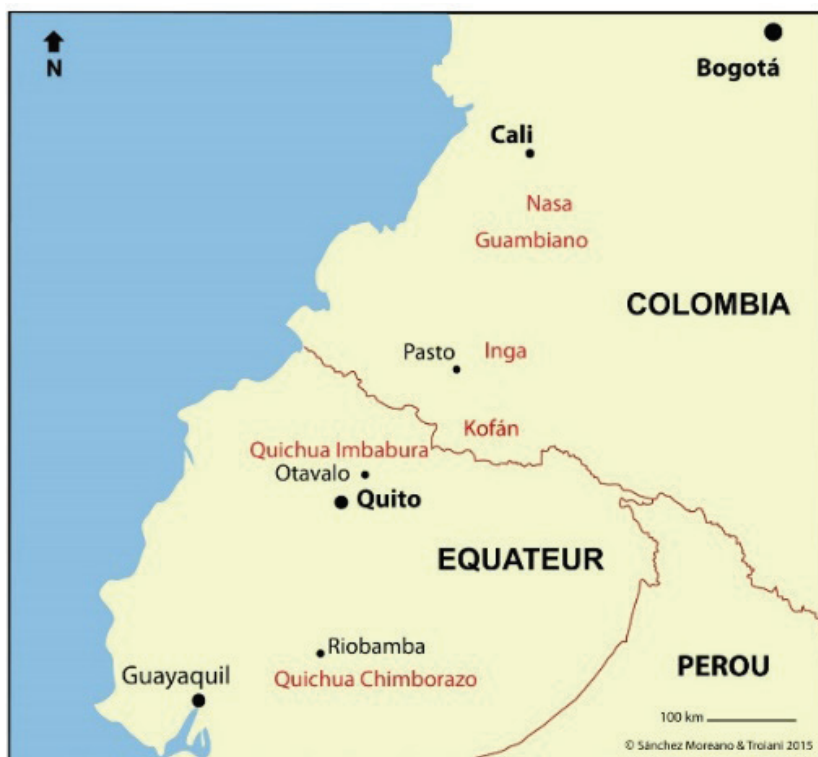 N
Bogotá
Cali
Nasa
Guambiano
COLOMBIA
Pasto
Inga
Kofán
Quichua Imbabura
Otavalo
Quito
EQUATEUR
Riobamba
Guayaquil
Quichua Chimborazo
PEROU
100 km
© Sánchez Moreano & Troiani 2015